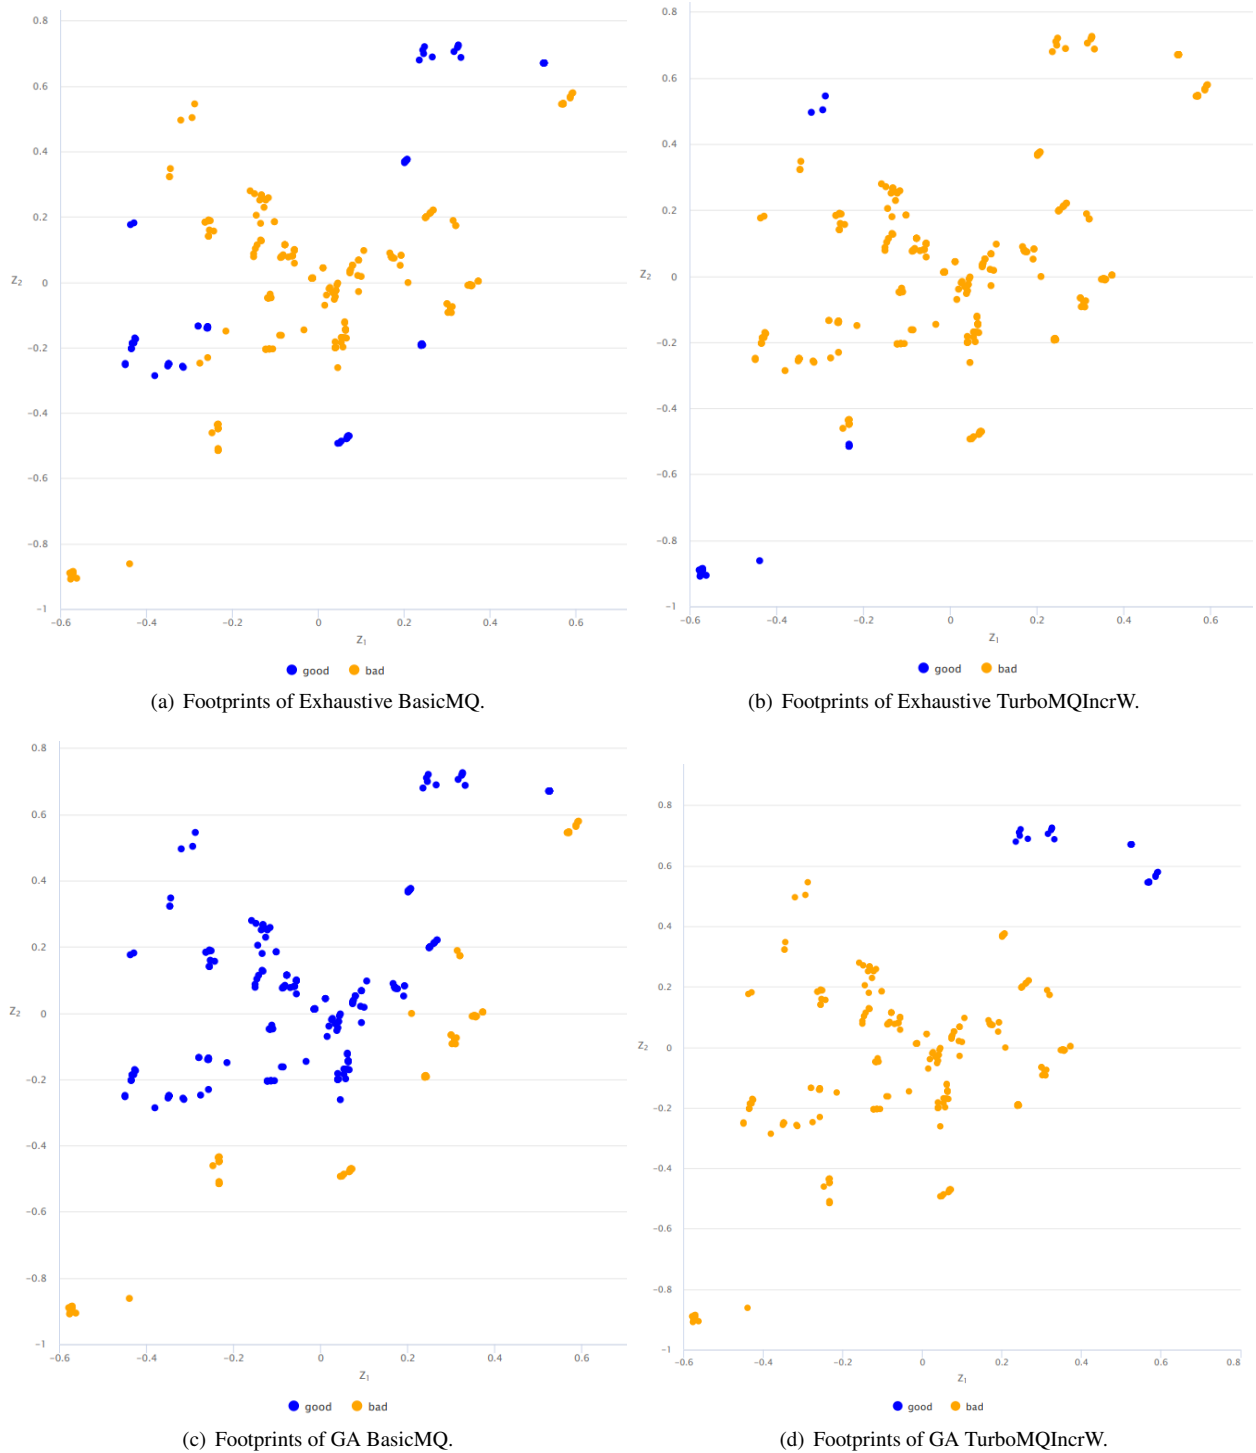 0.8
0.6
0.4
0.2
Z2
0
−0.2
−0.4
−0.6
−0.8
−1
−0.6 −0.4 −0.2 0 0.2 0.4 0.6
Z1
good bad
(a) Footprints of Exhaustive BasicMQ.
0.8
0.6
0.4
0.2
Z2
0
−0.2
−0.4
−0.6
−0.8
−1
−0.6 −0.4 −0.2 0 0.2 0.4 0.6
Z1
good bad
(b) Footprints of Exhaustive TurboMQIncrW.
0.8
0.6
0.4
0.2
Z2
0
−0.2
−0.4
−0.6
−0.8
−1
−0.6 −0.4 −0.2 0 0.2 0.4 0.6
Z1
good bad
(c) Footprints of GA BasicMQ.
0.8
0.6
0.4
0.2
Z2
0
−0.2
−0.4
−0.6
−0.8
−1
−0.6 −0.4 −0.2 0 0.2 0.4 0.6 0.8
Z1
good bad
(d) Footprints of GA TurboMQIncrW.